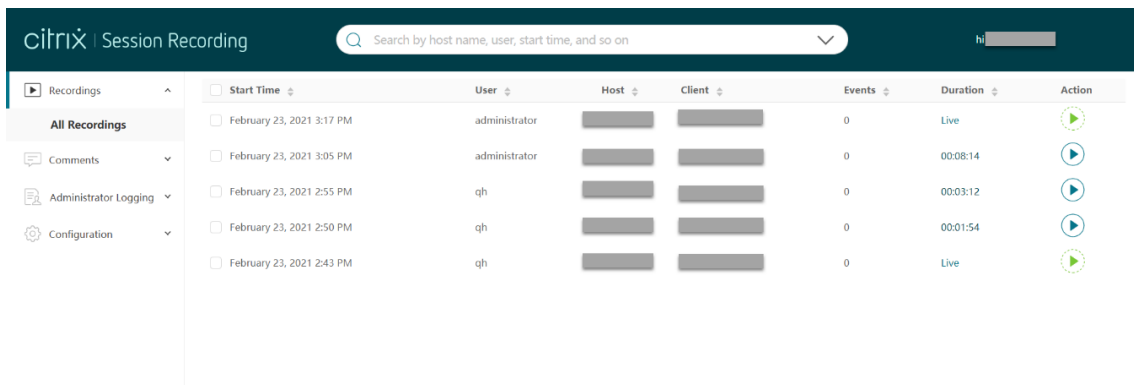 citrix | Session Recording
Search by host name, user, start time, and so on
hi
Recordings
All Recordings
Comments
Administrator Logging
Configuration
Start Time User Host Client Events Duration Action
February 23, 2021 3:17 PM administrator 0 Live
February 23, 2021 3:05 PM administrator 0 00:08:14
February 23, 2021 2:55 PM qh 0 00:03:12
February 23, 2021 2:50 PM qh 0 00:01:54
February 23, 2021 2:43 PM qh 0 Live